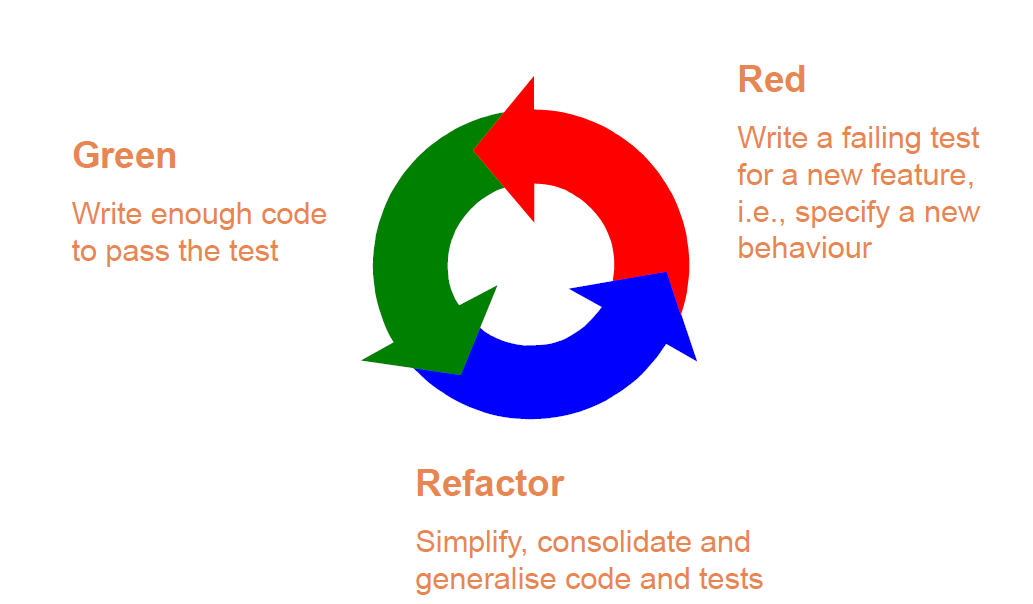 Red
Write a failing test
for a new feature,
i.e., specify a new
behaviour
Green
Write enough code
to pass the test
Refactor
Simplify, consolidate and
generalise code and tests